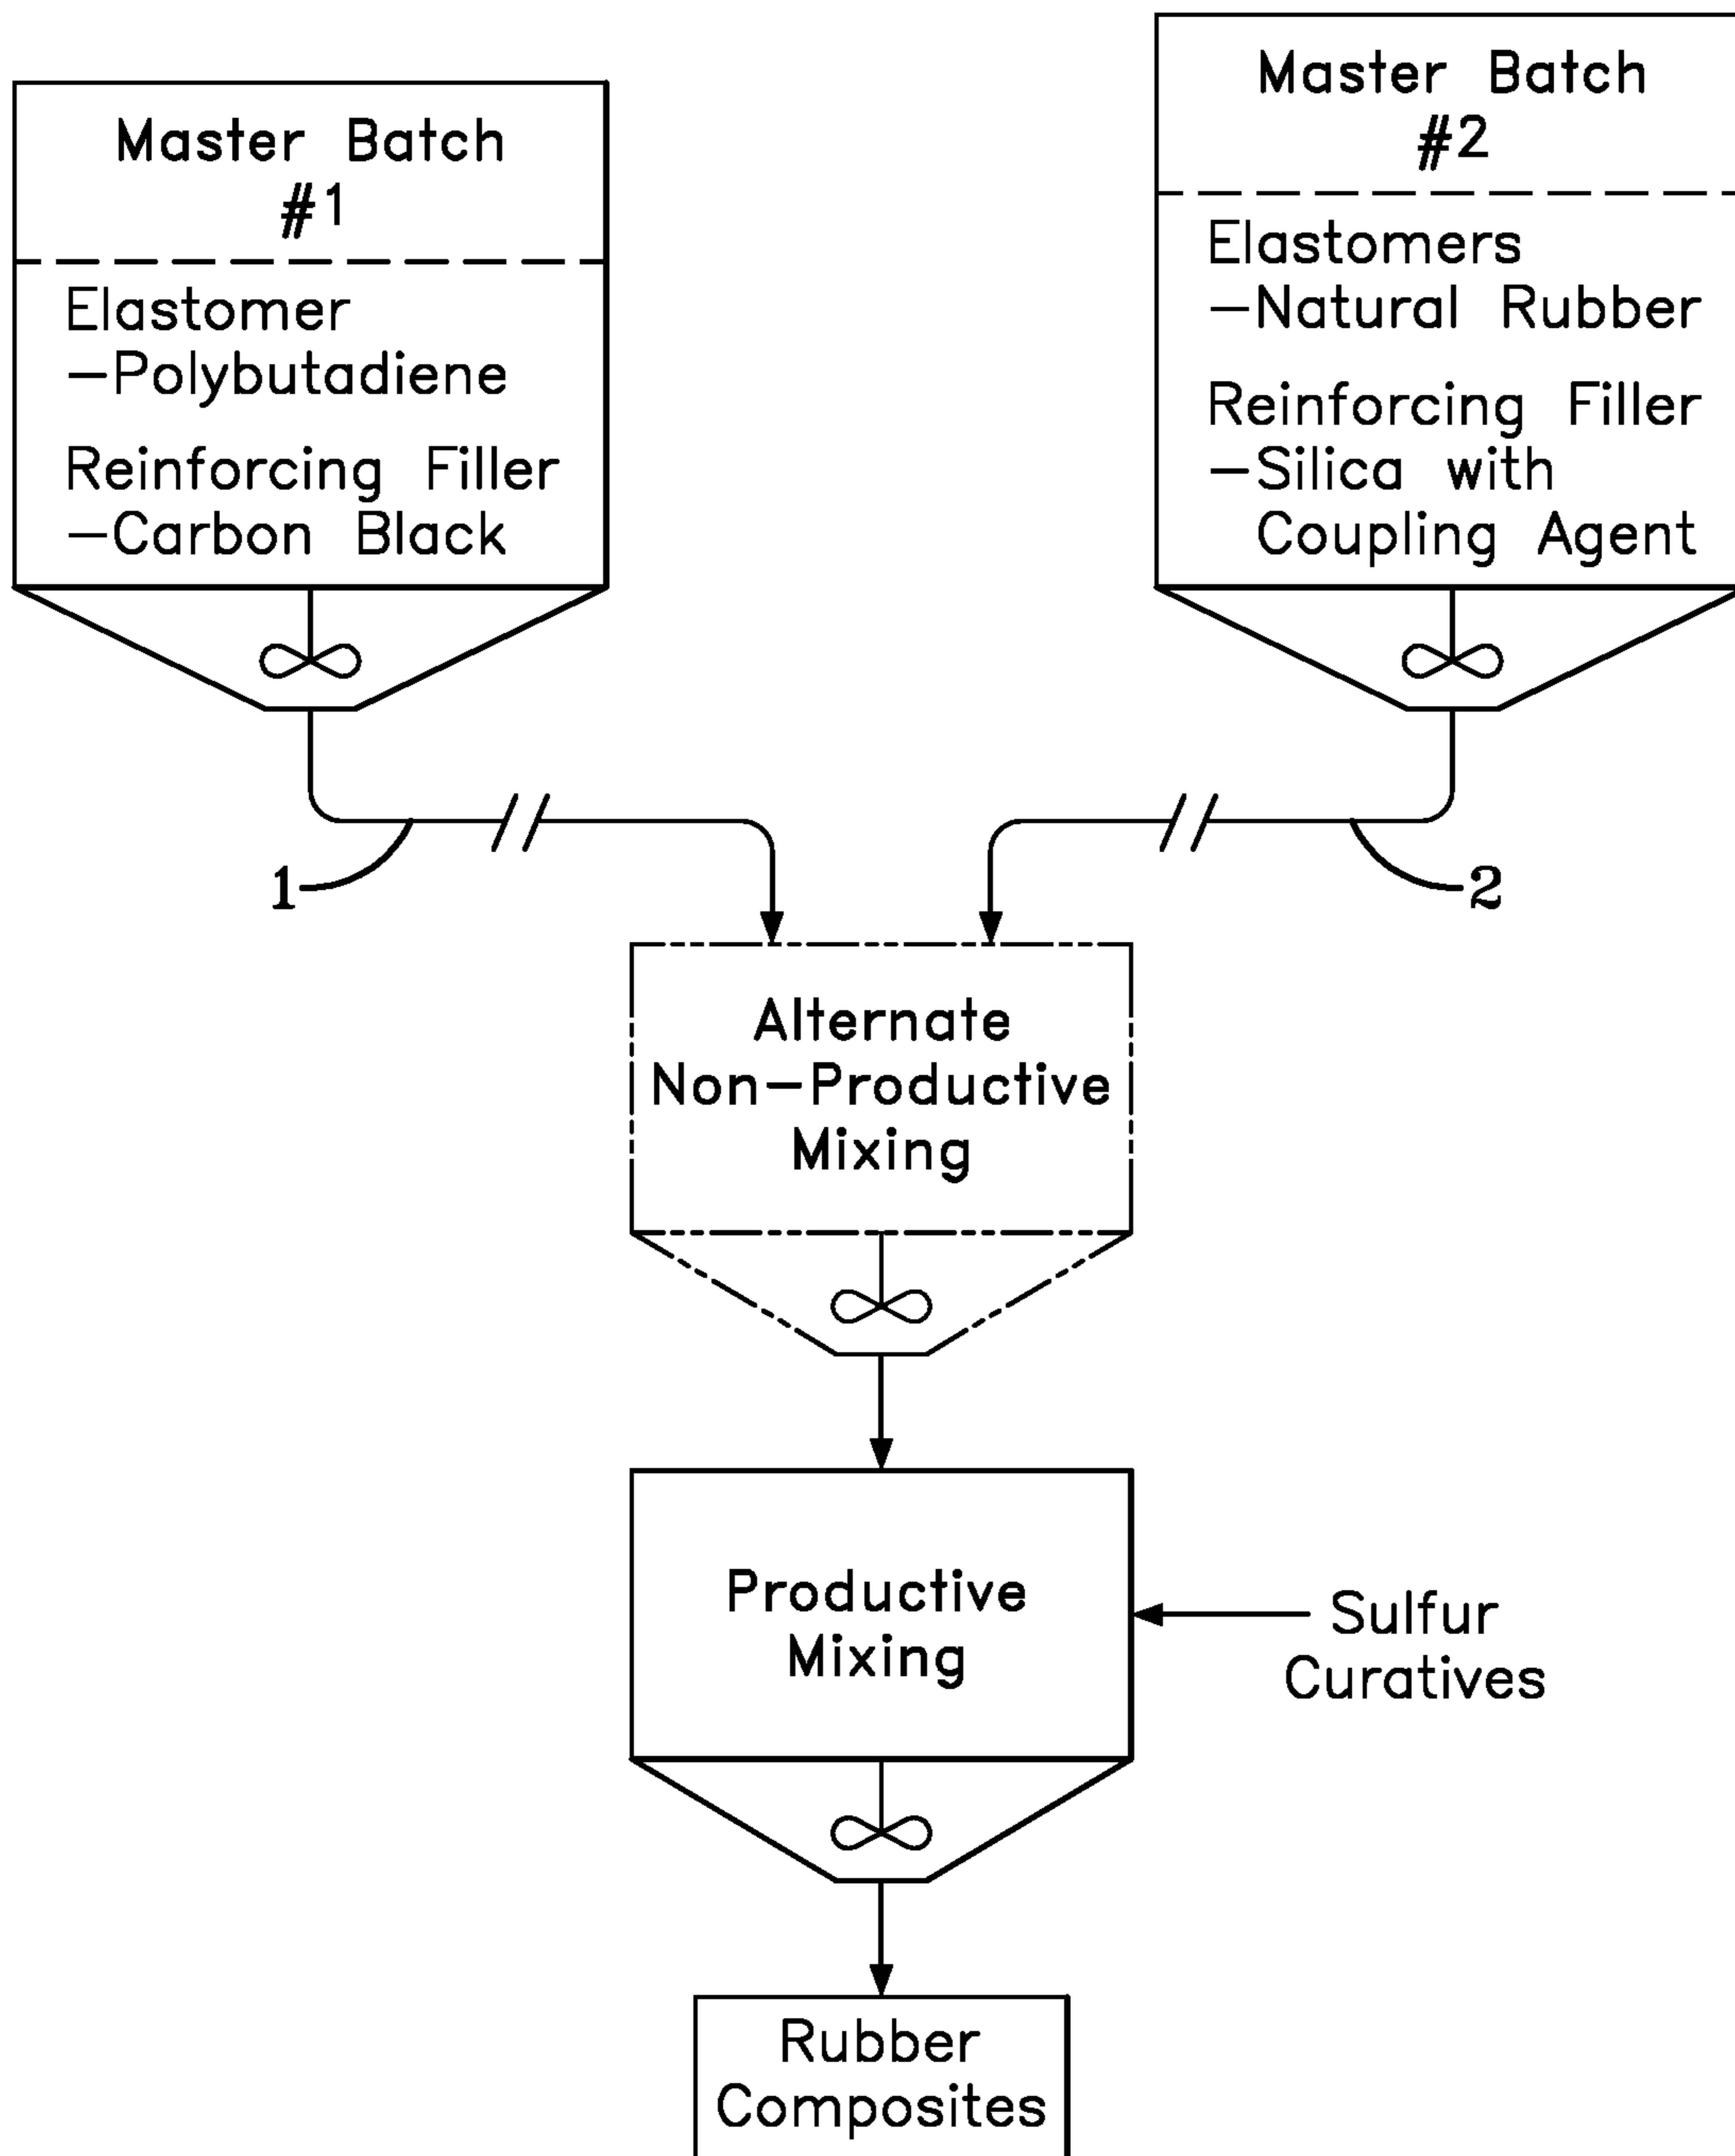 Master Batch
#1
Elastomer
-Polybutadiene
Reinforcing Filler
-Carbon Black
Master Batch
#2
Elastomers
-Natural Rubber
Reinforcing Filler
-Silica with
Coupling Agent
1
2
Alternate
Non-Productive
Mixing
Productive
Mixing
Sulfur
Curatives
Rubber
Composites